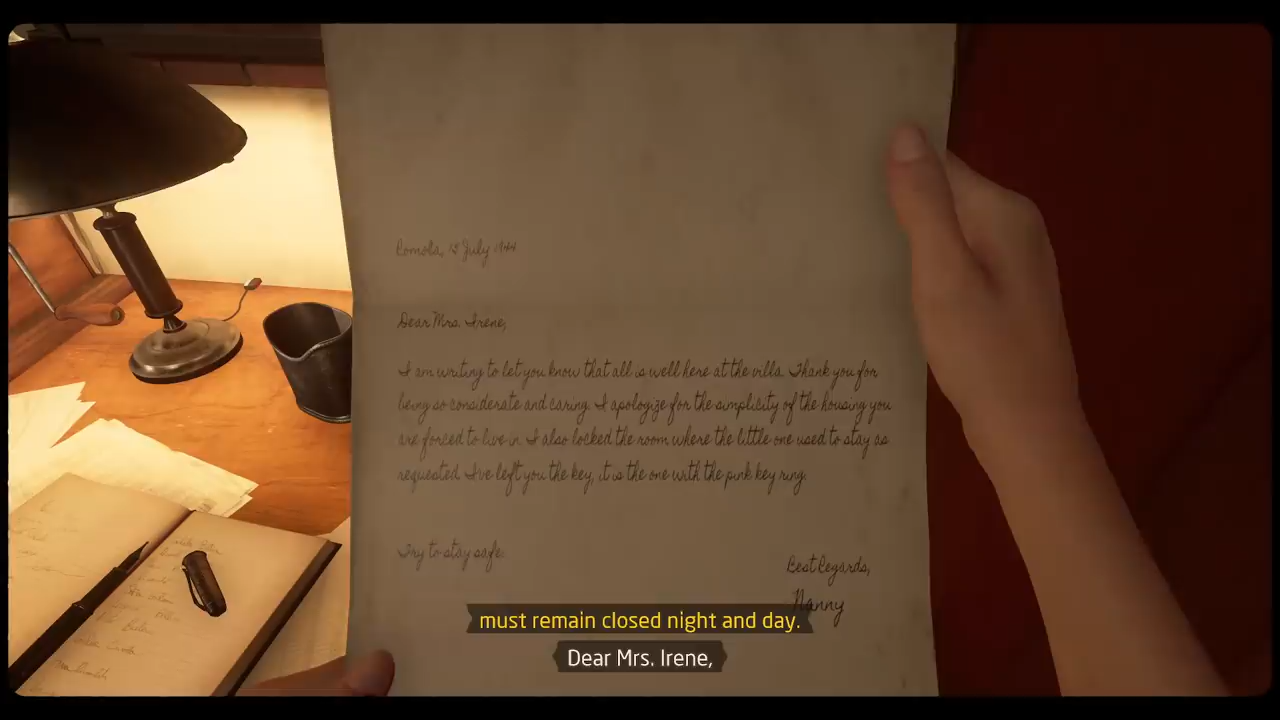 15 July 1944
Dear Mrs. Irene,
I am writing to let you know that all is well here at the villa. Thank you for
being so considerate and caring. I apologize for the simplicity of the housing you
are forced to live in. I also locked the room where the little one used to stay as
requested. I've left you the key, it is the one with the pink key ring.
Try to stay safe.
Best Regards,
Nanny
must remain closed night and day.
Dear Mrs. Irene,